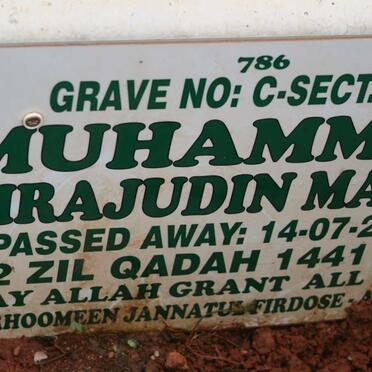 786
GRAVE NO: C-SECT.
MUHAMM
IRAJUDIN MA
PASSED AWAY: 14-07-2
2 ZIL QADAH 1441
AY ALLAH GRANT ALL
RHOOMEEN JANNATUL FIRDOSE - A